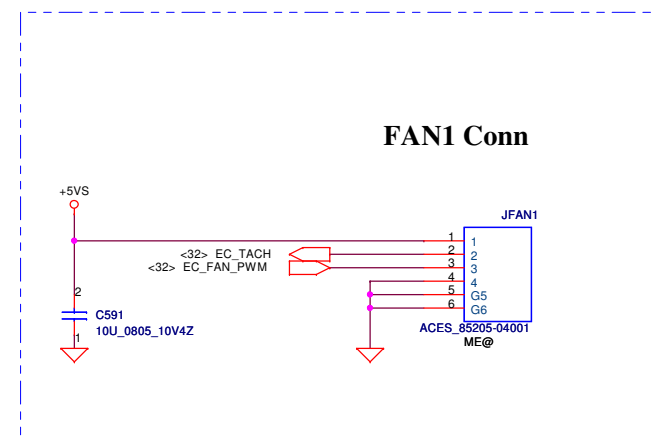 FAN1 Conn
+5VS
JFAN1
<32> EC_TACH
<32> EC_FAN_PWM
1 1
2 2
3 3
4 4
5 G5
6 G6
2
C591
10U_0805_10V4Z
1
ACES_85205-04001
ME@